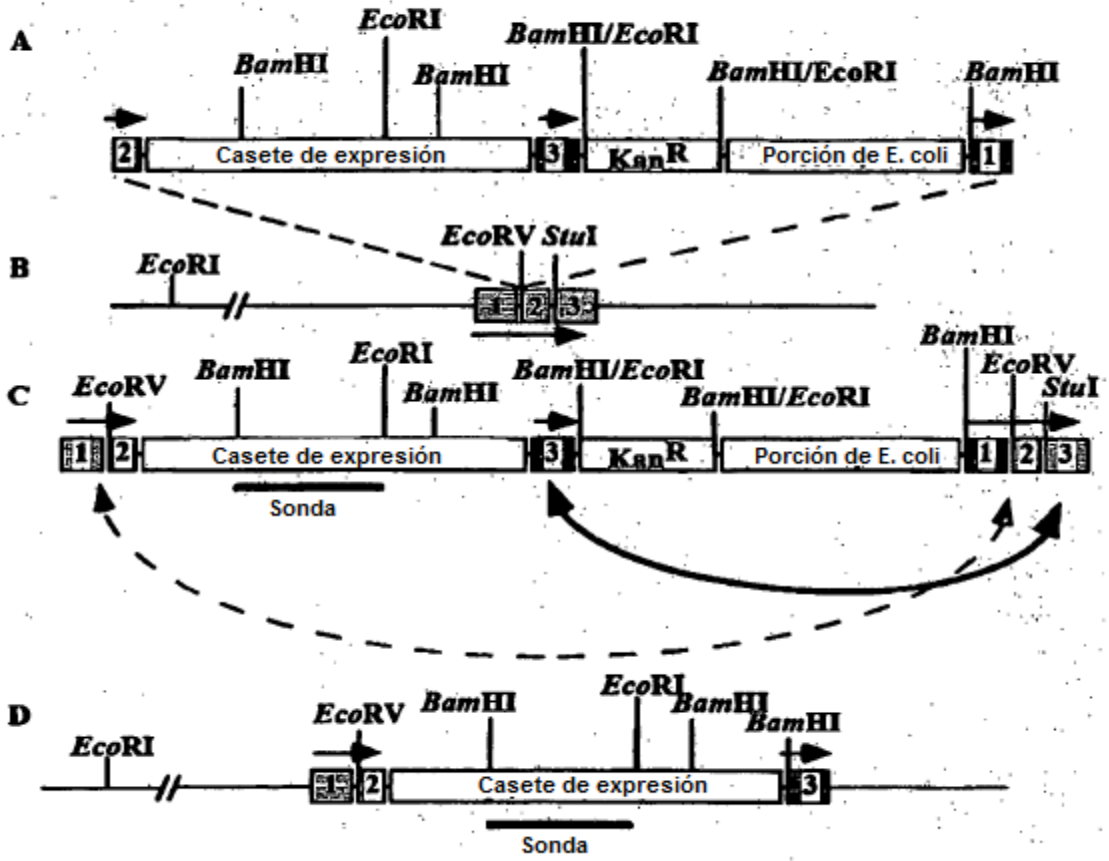 A
EcoRI
BamHI
BamHI
BamHI/EcoRI
BamHI/EcoRI
BamHI
2
Casete de expresión
3
KanR
Porción de E. coli
1
B
EcoRI
EcoRV StuI
1 2 3
C
EcoRV
BamHI
EcoRI
BamHI
BamHI/EcoRI
BamHI/EcoRI
BamHI
EcoRV
StuI
1 2
Casete de expresión
3
KanR
Porción de E. coli
1 2 3
Sonda
D
EcoRI
EcoRV
BamHI
EcoRI
BamHI
BamHI
1 2
Casete de expresión
3
Sonda